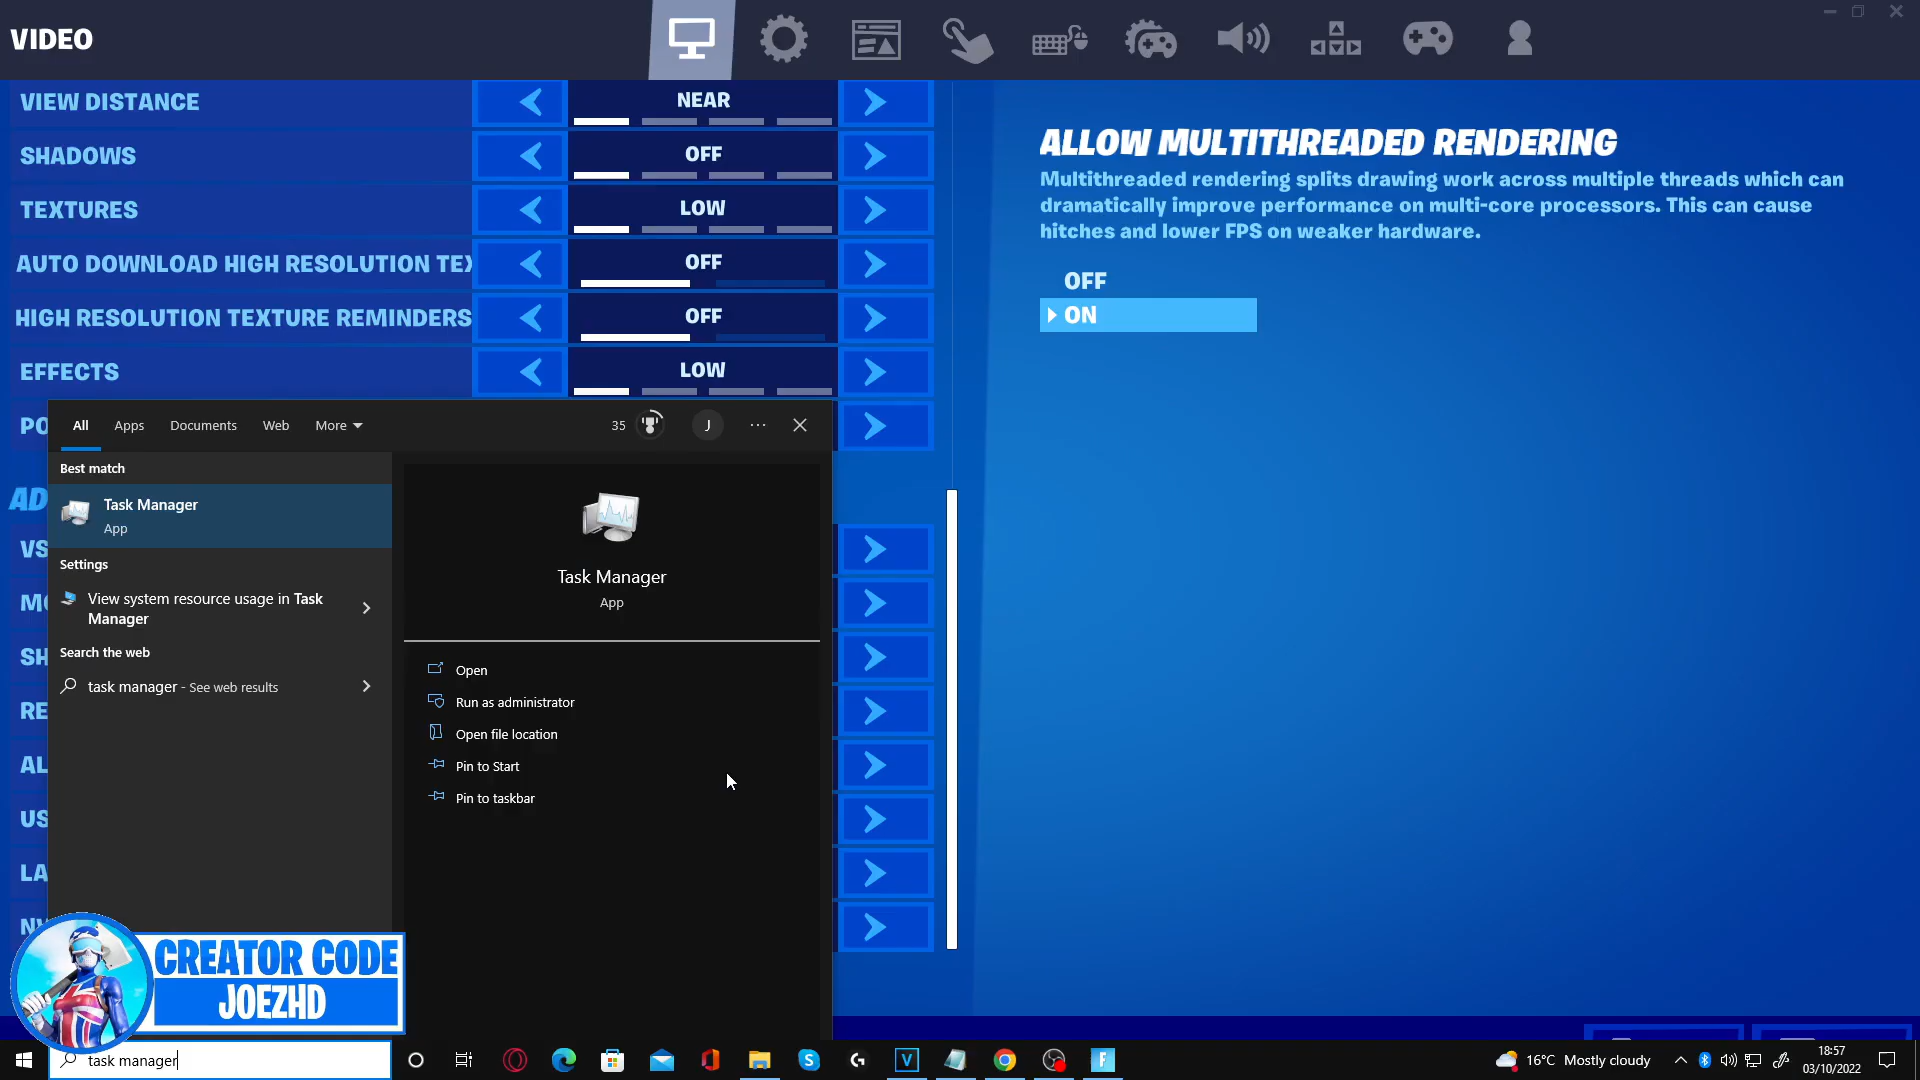 VIDEO
VIEW DISTANCE
NEAR
SHADOWS
OFF
TEXTURES
LOW
AUTO DOWNLOAD HIGH RESOLUTION TEX
OFF
HIGH RESOLUTION TEXTURE REMINDERS
OFF
EFFECTS
LOW
PO
AD
VS
MO
SH
RE
AL
US
LA
NV
ALLOW MULTITHREADED RENDERING
Multithreaded rendering splits drawing work across multiple threads which can
dramatically improve performance on multi-core processors. This can cause
hitches and lower FPS on weaker hardware.
OFF
ON
All
Apps
Documents
Web
More
35
J
Best match
Task Manager
App
Settings
View system resource usage in Task
Manager
Search the web
task manager - See web results
Task Manager
App
Open
Run as administrator
Open file location
Pin to Start
Pin to taskbar
CREATOR CODE
JOEZHD
task manager
16°C Mostly cloudy
18:57
03/10/2022